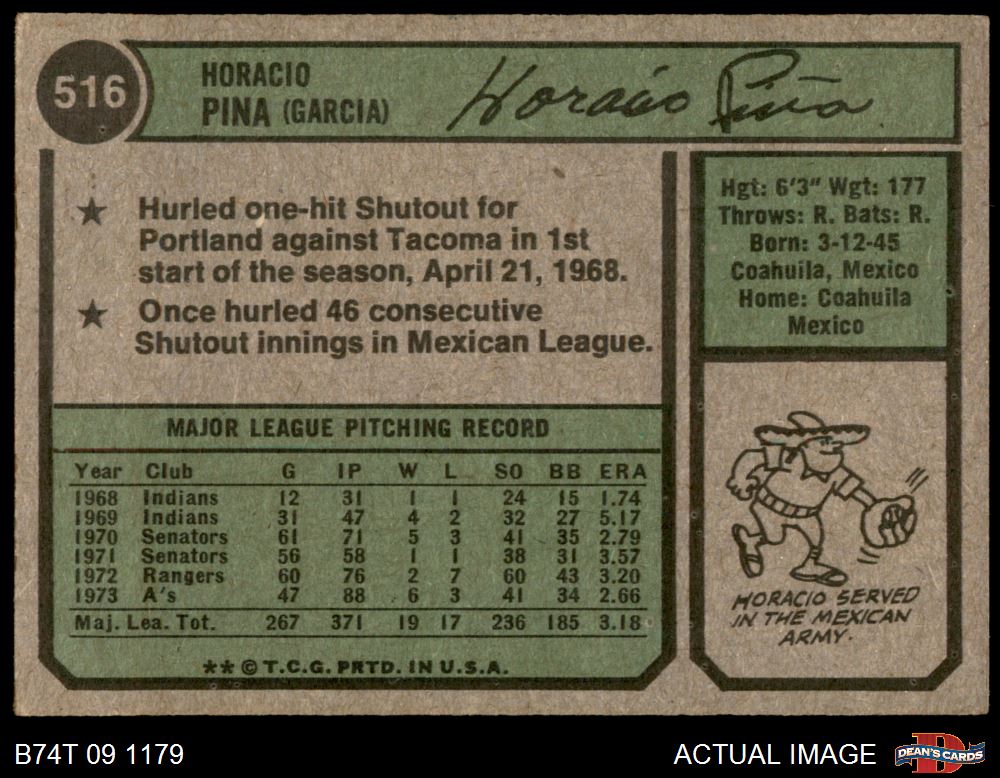 516
HORACIO
PINA (GARCIA)
Horacio Piña
★ Hurled one-hit Shutout for
Portland against Tacoma in 1st
start of the season, April 21, 1968.
★ Once hurled 46 consecutive
Shutout innings in Mexican League.
Hgt: 6'3" Wgt: 177
Throws: R. Bats: R.
Born: 3-12-45
Coahuila, Mexico
Home: Coahuila
Mexico
MAJOR LEAGUE PITCHING RECORD
Year Club G IP W L SO BB ERA
1968 Indians 12 31 1 1 24 15 1.74
1969 Indians 31 47 4 2 32 27 5.17
1970 Senators 61 71 5 3 41 35 2.79
1971 Senators 56 58 1 1 38 31 3.57
1972 Rangers 60 76 2 7 60 43 3.20
1973 A's 47 88 6 3 41 34 2.66
Maj. Lea. Tot. 267 371 19 17 236 185 3.18
** © T.C.G. PRTD. IN U.S.A.
HORACIO SERVED
IN THE MEXICAN
ARMY.
B74T 09 1179
ACTUAL IMAGE
DEAN'S CARDS